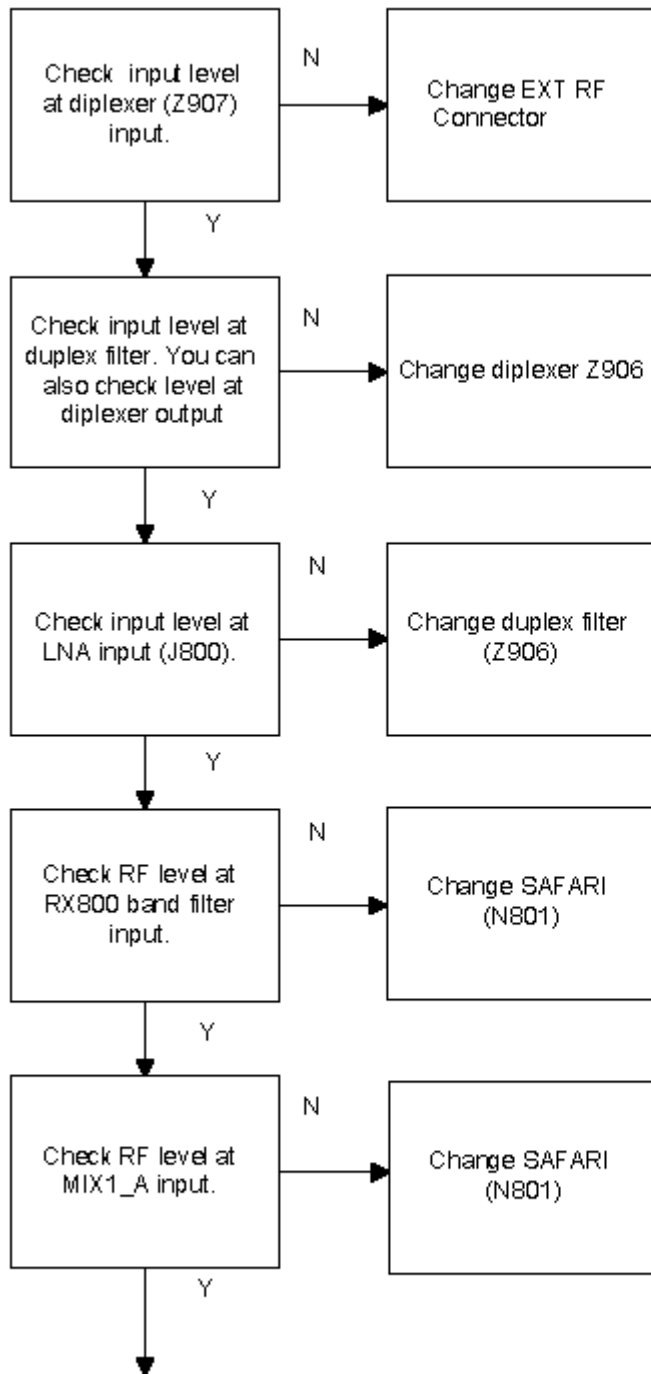 Check input level
at diplexer (Z907)
input.
N
Change EXT RF
Connector
Y
Check input level at
duplex filter. You can
also check level at
diplexer output
N
Change diplexer Z906
Y
Check input level at
LNA input (J800).
N
Change duplex filter
(Z906)
Y
Check RF level at
RX800 band filter
input.
N
Change SAFARI
(N801)
Y
Check RF level at
MIX1_A input.
N
Change SAFARI
(N801)
Y